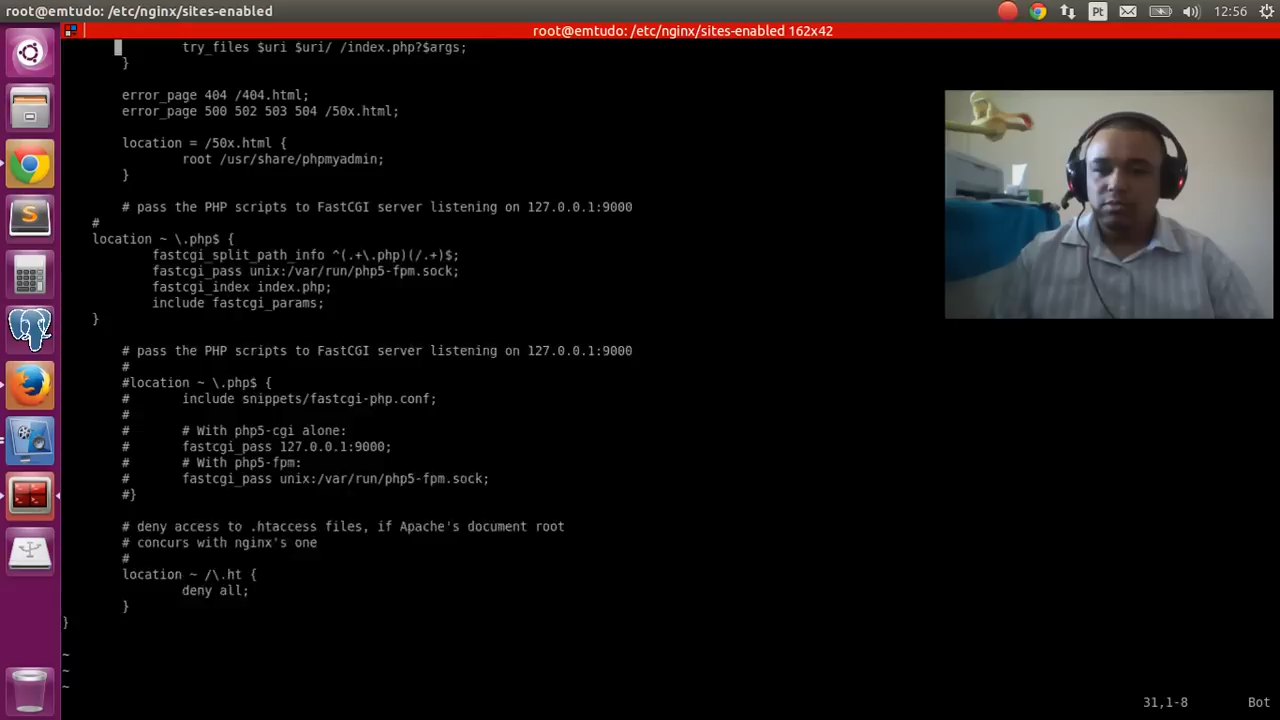 root@emtudo: /etc/nginx/sites-enabled
Pt
12:56
root@emtudo: /etc/nginx/sites-enabled 162x42
try_files $uri $uri/ /index.php?$args;
}
error_page 404 /404.html;
error_page 500 502 503 504 /50x.html;
location = /50x.html {
root /usr/share/phpmyadmin;
}
# pass the PHP scripts to FastCGI server listening on 127.0.0.1:9000
#
location ~ \.php$ {
fastcgi_split_path_info ^(.+\.php)(/.+)$;
fastcgi_pass unix:/var/run/php5-fpm.sock;
fastcgi_index index.php;
include fastcgi_params;
}
# pass the PHP scripts to FastCGI server listening on 127.0.0.1:9000
#
#location ~ \.php$ {
#       include snippets/fastcgi-php.conf;
#
#       # With php5-cgi alone:
#       fastcgi_pass 127.0.0.1:9000;
#       # With php5-fpm:
#       fastcgi_pass unix:/var/run/php5-fpm.sock;
#}
# deny access to .htaccess files, if Apache's document root
# concurs with nginx's one
#
location ~ /\.ht {
deny all;
}
}
~
~
~
31,1-8 Bot